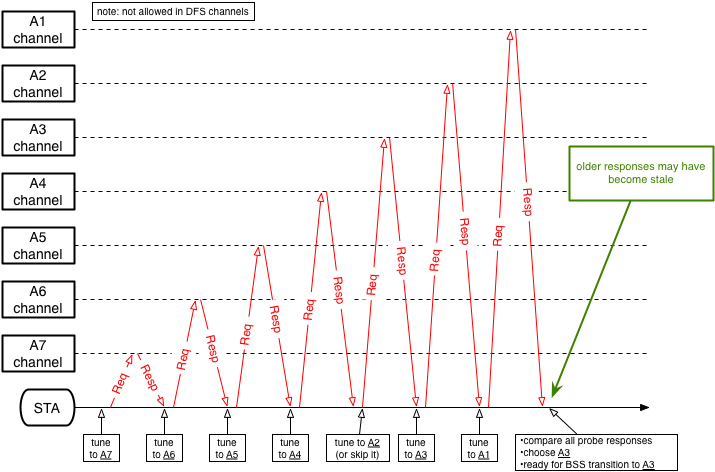 note: not allowed in DFS channels
A1
channel
A2
channel
A3
channel
A4
channel
A5
channel
A6
channel
A7
channel
STA
Req
Resp
Req
Resp
Req
Resp
Req
Resp
Req
Resp
Req
Resp
Req
Resp
older responses may have
become stale
tune
to A7
tune
to A6
tune
to A5
tune
to A4
tune to A2
(or skip it)
tune
to A3
tune
to A1
•compare all probe responses
•choose A3
•ready for BSS transition to A3